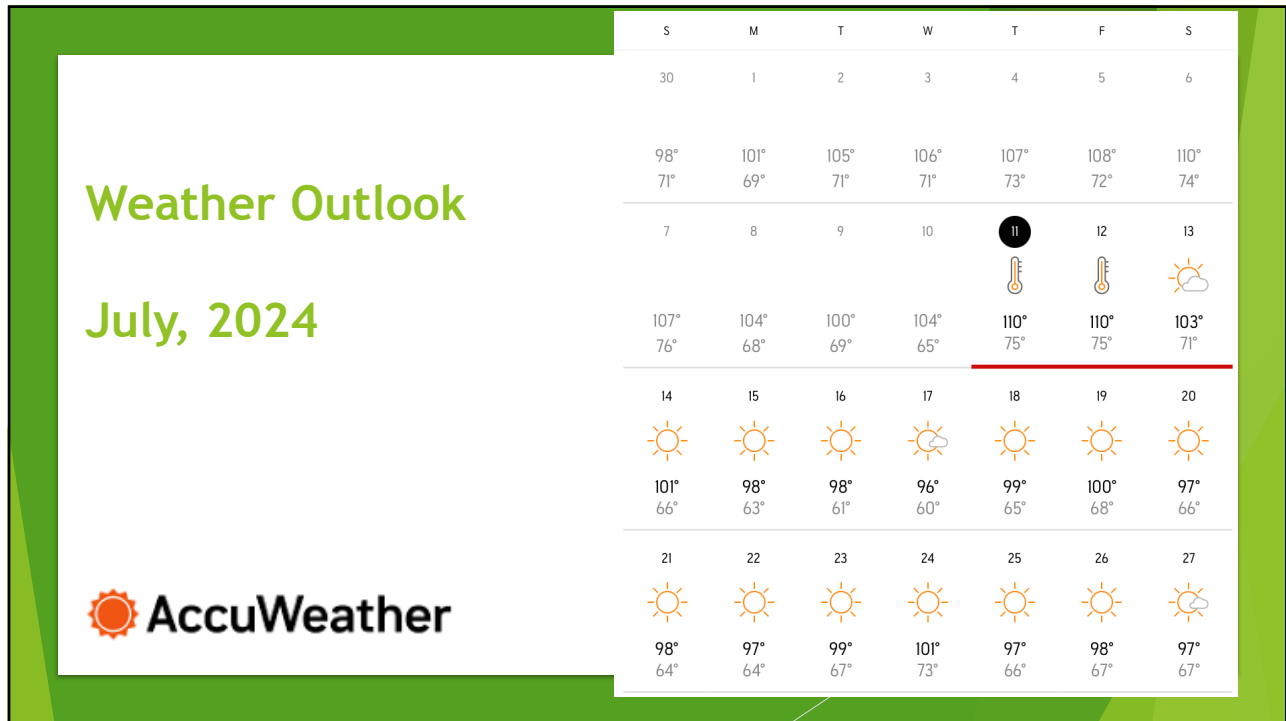 Weather Outlook
July, 2024
AccuWeather
S M T W T F S
30 1 2 3 4 5 6
98° 101° 105° 106° 107° 108° 110°
71° 69° 71° 71° 73° 72° 74°
7 8 9 10 11 12 13
107° 104° 100° 104° 110° 110° 103°
76° 68° 69° 65° 75° 75° 71°
14 15 16 17 18 19 20
101° 98° 98° 96° 99° 100° 97°
66° 63° 61° 60° 65° 68° 66°
21 22 23 24 25 26 27
98° 97° 99° 101° 97° 98° 97°
64° 64° 67° 73° 66° 67° 67°